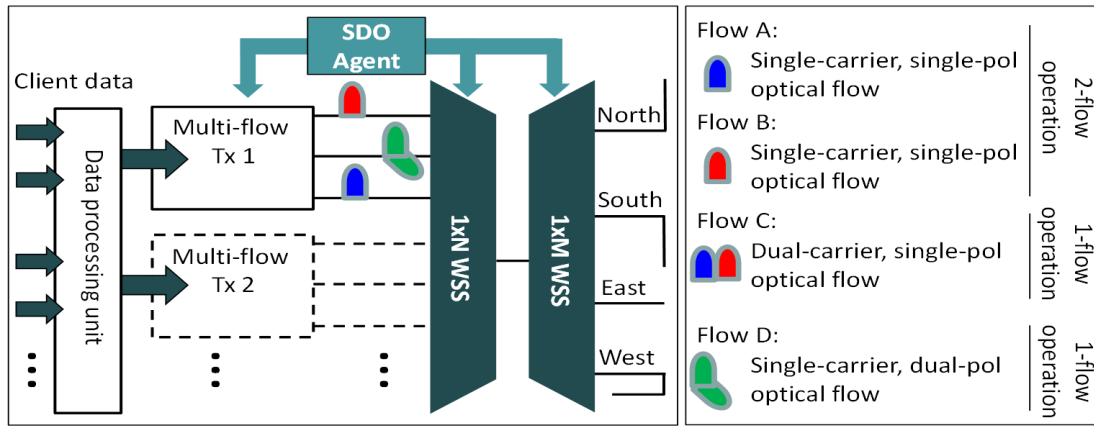 SDO
Agent
Client data
Data processing unit
Multi-flow
Tx 1
Multi-flow
Tx 2
1xN WSS
1xM WSS
North
South
East
West
Flow A:
Single-carrier, single-pol
optical flow
Flow B:
Single-carrier, single-pol
optical flow
2-flow
operation
Flow C:
Dual-carrier, single-pol
optical flow
1-flow
operation
Flow D:
Single-carrier, dual-pol
optical flow
1-flow
operation